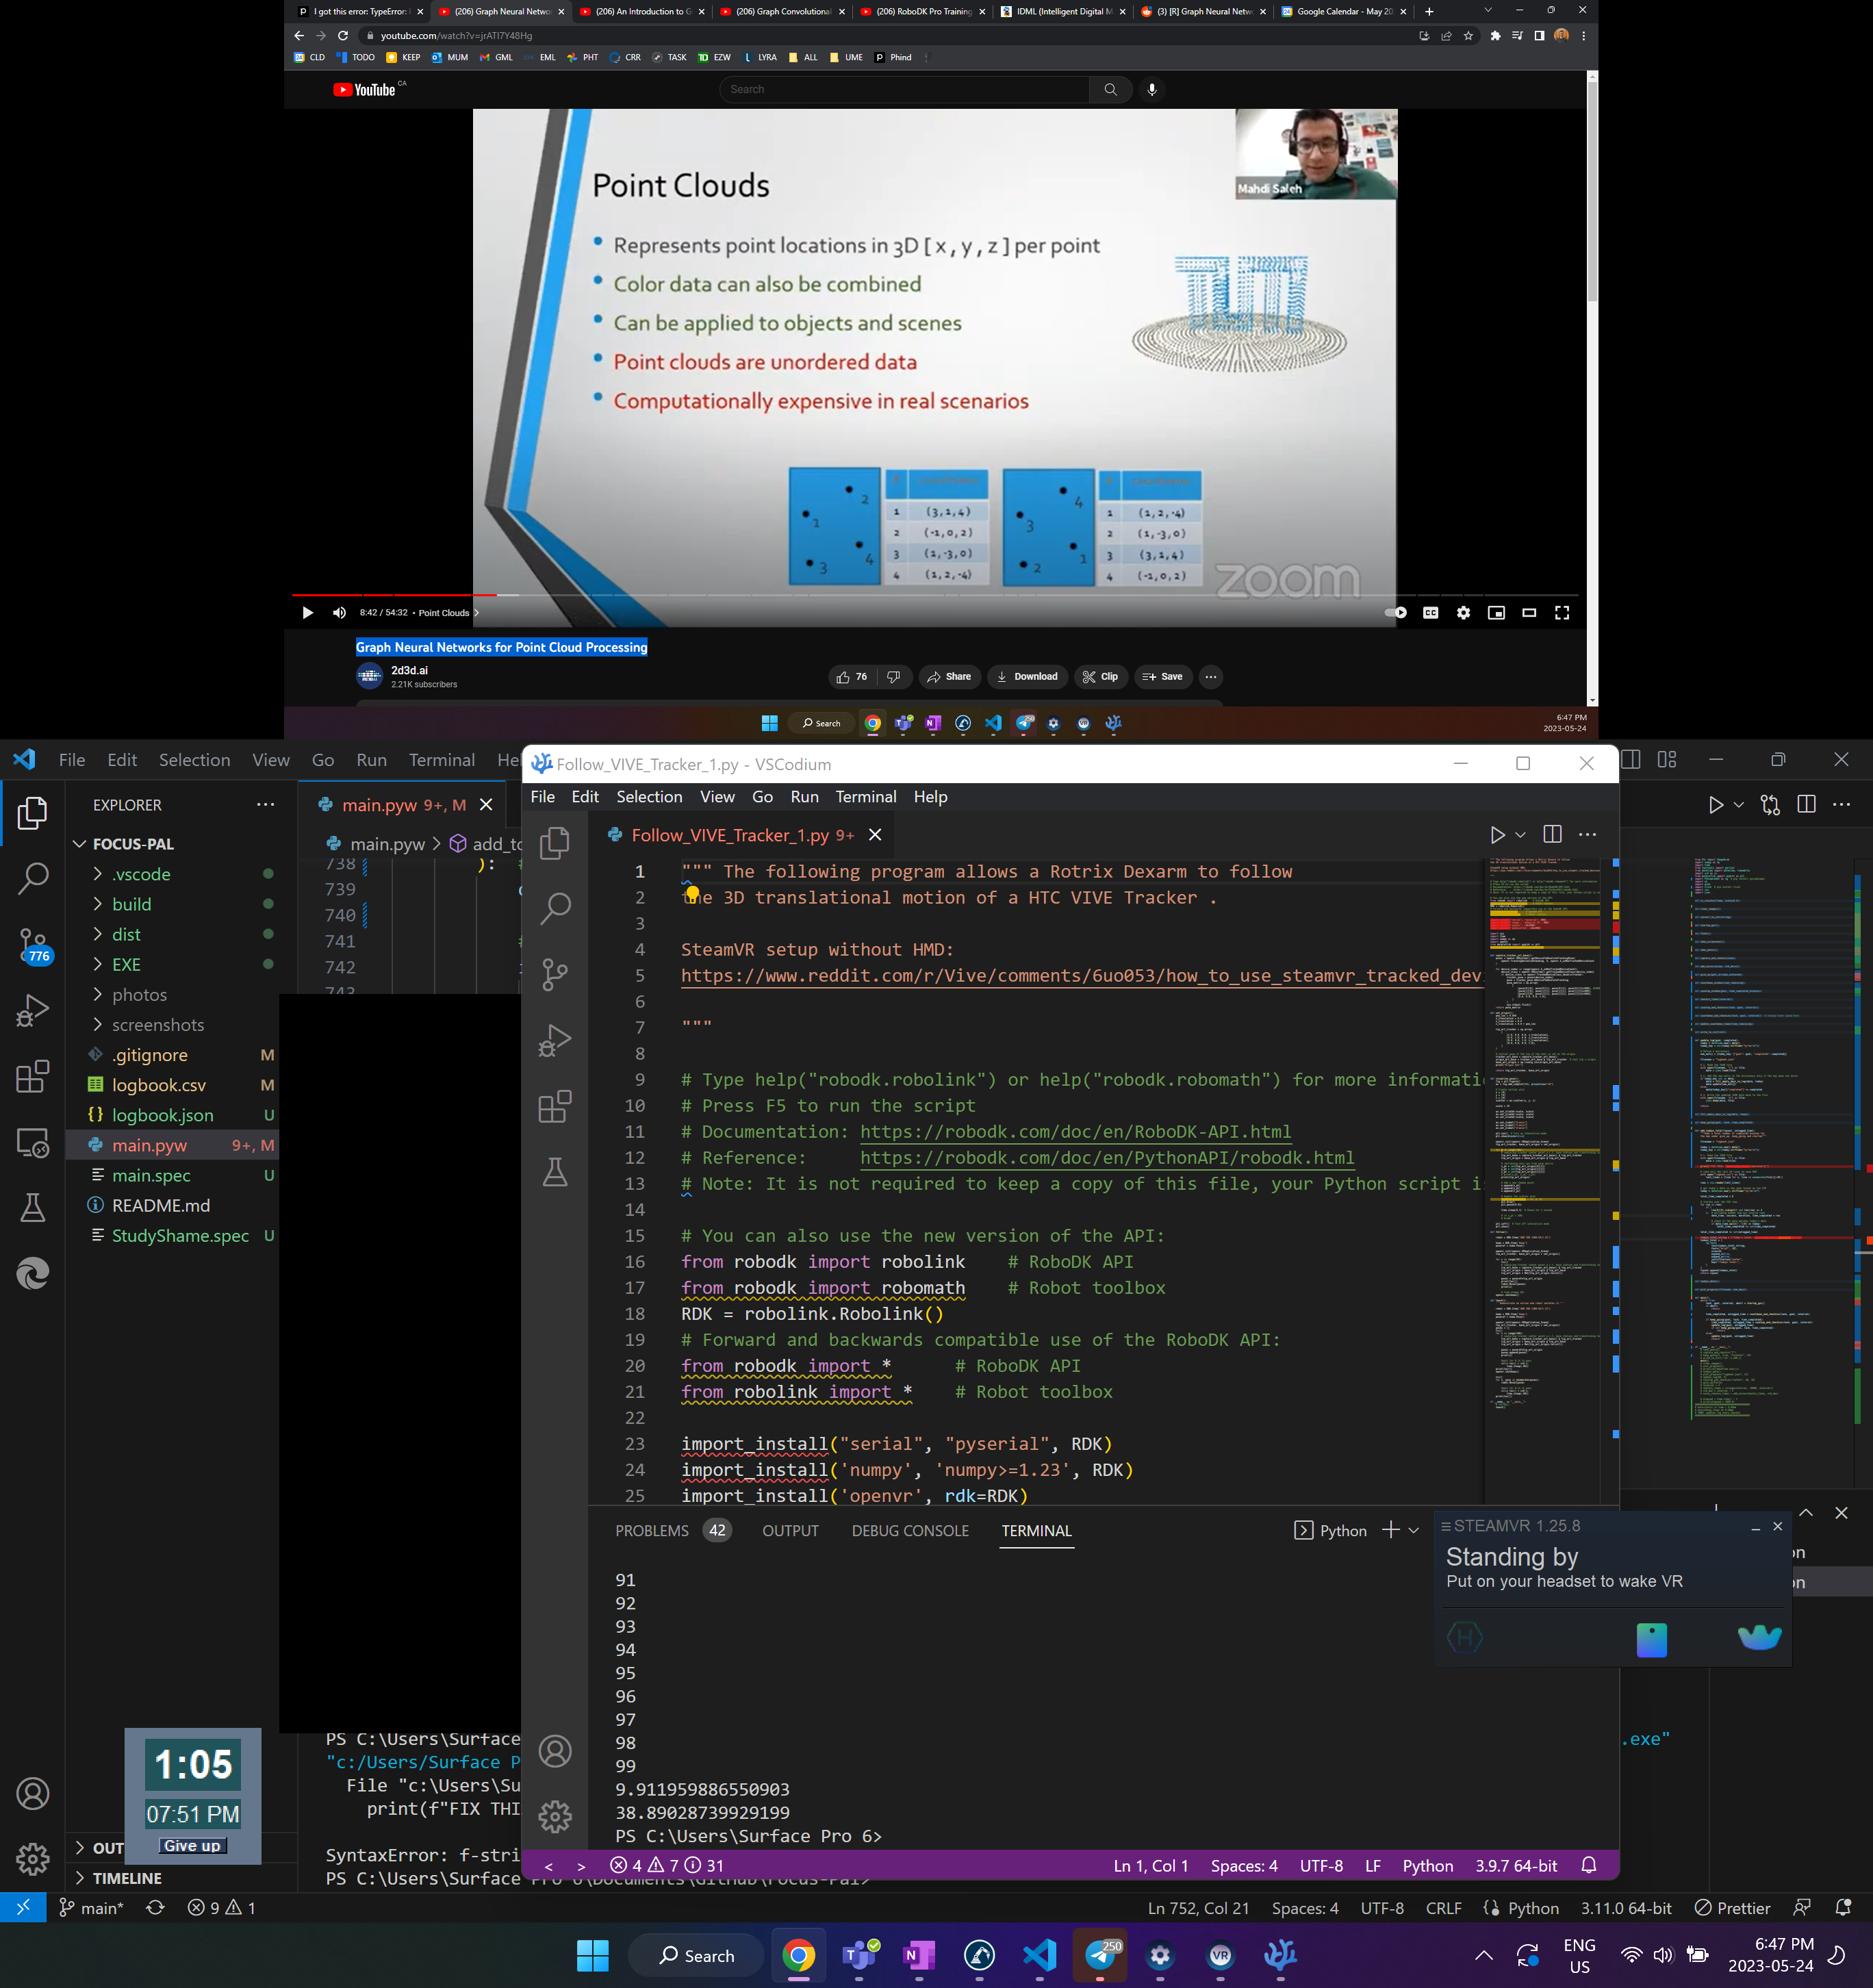 I got this error: TypeError:
(206) Graph Neural Netwo
(206) An Introduction to G
(206) Graph Convolutional
(206) RoboDK Pro Training
IDML (Intelligent Digital M
(3) [R] Graph Neural Netw
Google Calendar - May 20
youtube.com/watch?v=jrATI7Y48Hg
CLD TODO KEEP MUM GML EML PHT CRR TASK EZW LYRA ALL UME Phind
YouTube CA
Search
Mahdi Saleh
Point Clouds
Represents point locations in 3D [ x , y , z ] per point
Color data can also be combined
Can be applied to objects and scenes
Point clouds are unordered data
Computationally expensive in real scenarios
1 (3,1,4)
2 (-1,0,2)
3 (1,-3,0)
4 (1,2,-4)
1 (1,2,-4)
2 (1,-3,0)
3 (3,1,4)
4 (-1,0,2)
zoom
8:42 / 54:32 • Point Clouds
Graph Neural Networks for Point Cloud Processing
2d3d.ai
2.21K subscribers
76 Share Download Clip Save
Search
6:47 PM
2023-05-24
File Edit Selection View Go Run Terminal Hel
EXPLORER
FOCUS-PAL
.vscode
build
dist
EXE
photos
screenshots
.gitignore M
logbook.csv M
logbook.json U
main.pyw 9+, M
main.spec U
README.md
StudyShame.spec U
776
main.pyw 9+, M
main.pyw > add_to
738 ):
739
740
741
742
743
Follow_VIVE_Tracker_1.py - VSCodium
File Edit Selection View Go Run Terminal Help
Follow_VIVE_Tracker_1.py 9+
1 """ The following program allows a Rotrix Dexarm to follow
2 the 3D translational motion of a HTC VIVE Tracker .
3
4 SteamVR setup without HMD:
5 https://www.reddit.com/r/Vive/comments/6uo053/how_to_use_steamvr_tracked_dev
6
7 """
8
9 # Type help("robodk.robolink") or help("robodk.robomath") for more informati
10 # Press F5 to run the script
11 # Documentation: https://robodk.com/doc/en/RoboDK-API.html
12 # Reference: https://robodk.com/doc/en/PythonAPI/robodk.html
13 # Note: It is not required to keep a copy of this file, your Python script i
14
15 # You can also use the new version of the API:
16 from robodk import robolink # RoboDK API
17 from robodk import robomath # Robot toolbox
18 RDK = robolink.Robolink()
19 # Forward and backwards compatible use of the RoboDK API:
20 from robodk import * # RoboDK API
21 from robolink import * # Robot toolbox
22
23 import_install("serial", "pyserial", RDK)
24 import_install('numpy', 'numpy>=1.23', RDK)
25 import_install('openvr', rdk=RDK)
PROBLEMS 42 OUTPUT DEBUG CONSOLE TERMINAL
Python
91
92
93
94
95
96
97
98
99
9.911959886550903
38.89028739929199
PS C:\Users\Surface Pro 6>
4 7 31
Ln 1, Col 1 Spaces: 4 UTF-8 LF Python 3.9.7 64-bit
STEAMVR 1.25.8
Standing by
Put on your headset to wake VR
on
on
PS C:\Users\Surface
"c:/Users/Surface P
.exe"
File "c:\Users\Su
print(f"FIX THI
SyntaxError: f-stri
PS C:\Users\Surface Pro 6\Documents\GitHub\Focus-Pal>
1:05
07:51 PM
Give up
OUT
TIMELINE
main* 9 1
Ln 752, Col 21 Spaces: 4 UTF-8 CRLF Python 3.11.0 64-bit Prettier
Search
250
VR
ENG
US
6:47 PM
2023-05-24